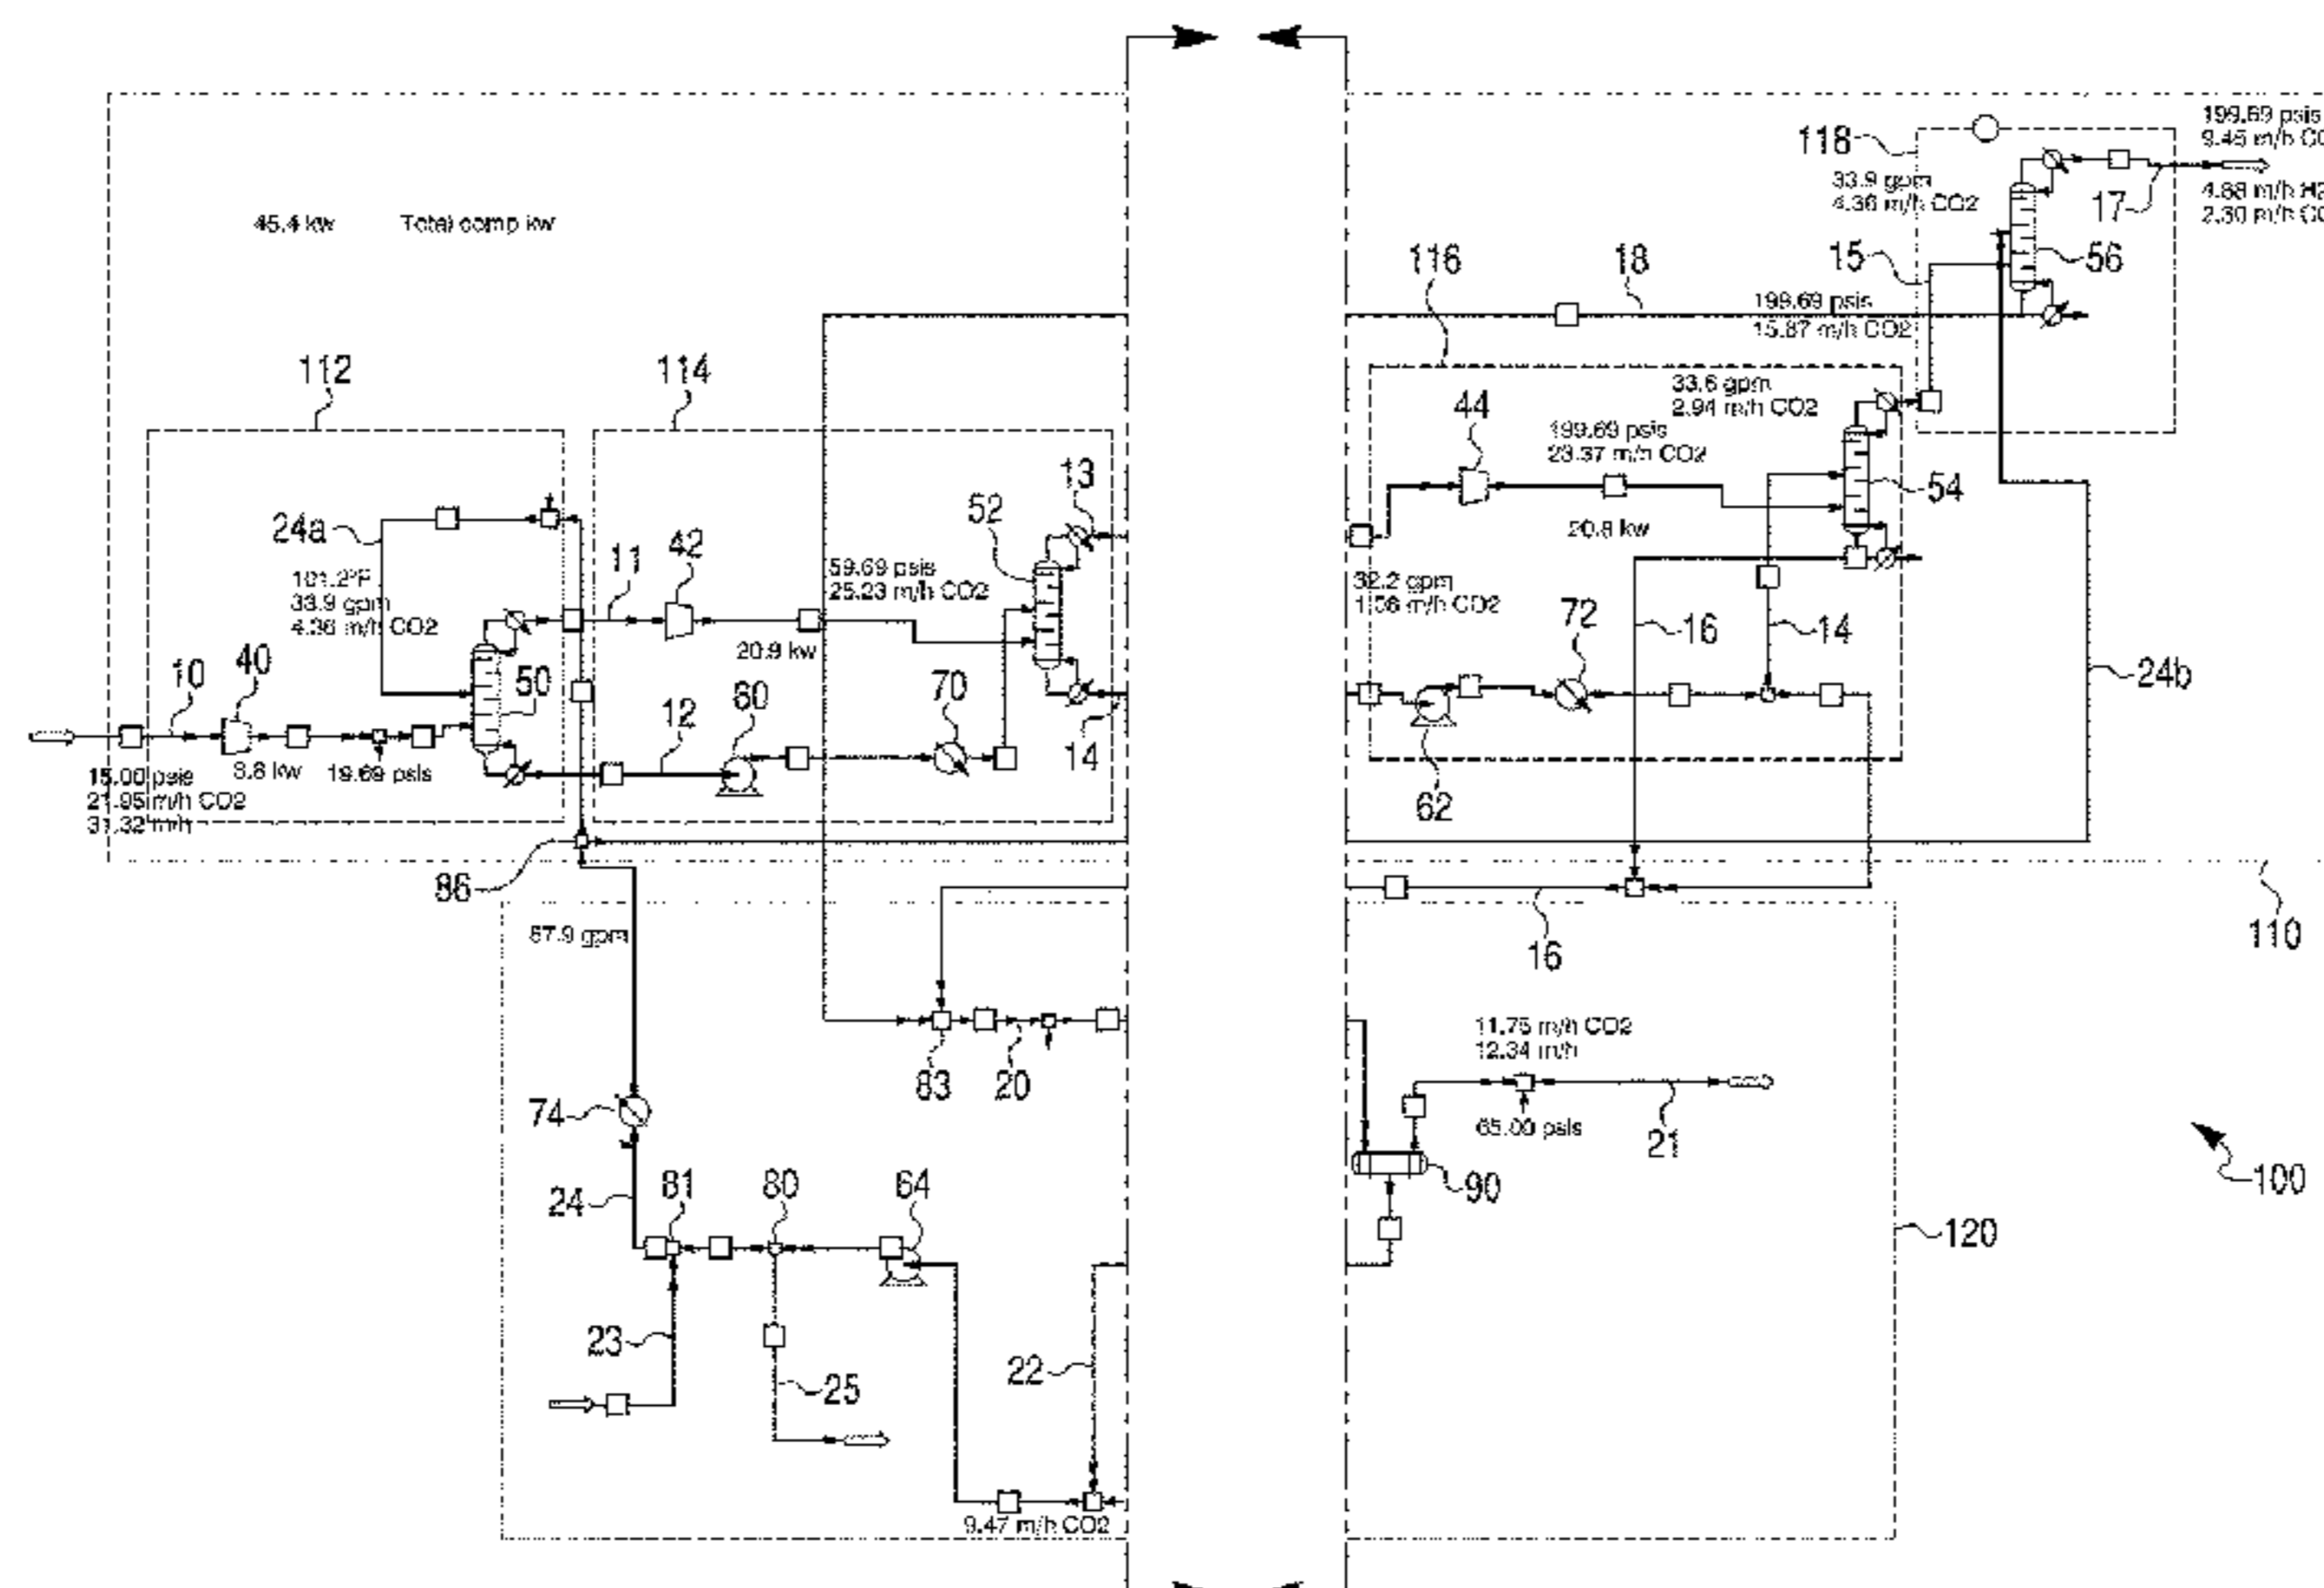 45.4 kw Total comp kw
112
114
24a
101.2°F
33.9 gpm
4.36 m/h CO2
10
40
50
15.00 psis
21.95 m/h CO2
31.32 m/h
3.8 kw
19.69 psis
11
42
20.9 kw
12
60
70
59.69 psis
25.23 m/h CO2
52
13
14
86
116
18
199.69 psis
15.87 m/h CO2
118
33.9 gpm
4.36 m/h CO2
15
17
56
199.69 psis
9.45 m/h
4.88 m/h
2.30 m/h
33.6 gpm
2.94 m/h CO2
44
199.69 psis
23.37 m/h CO2
20.8 kw
54
32.2 gpm
72
16
14
24b
62
110
16
67.9 gpm
83
20
74
24
81
80
64
23
25
22
9.47 m/h CO2
11.75 m/h CO2
12.34 m/h
65.00 psis
21
90
100
120